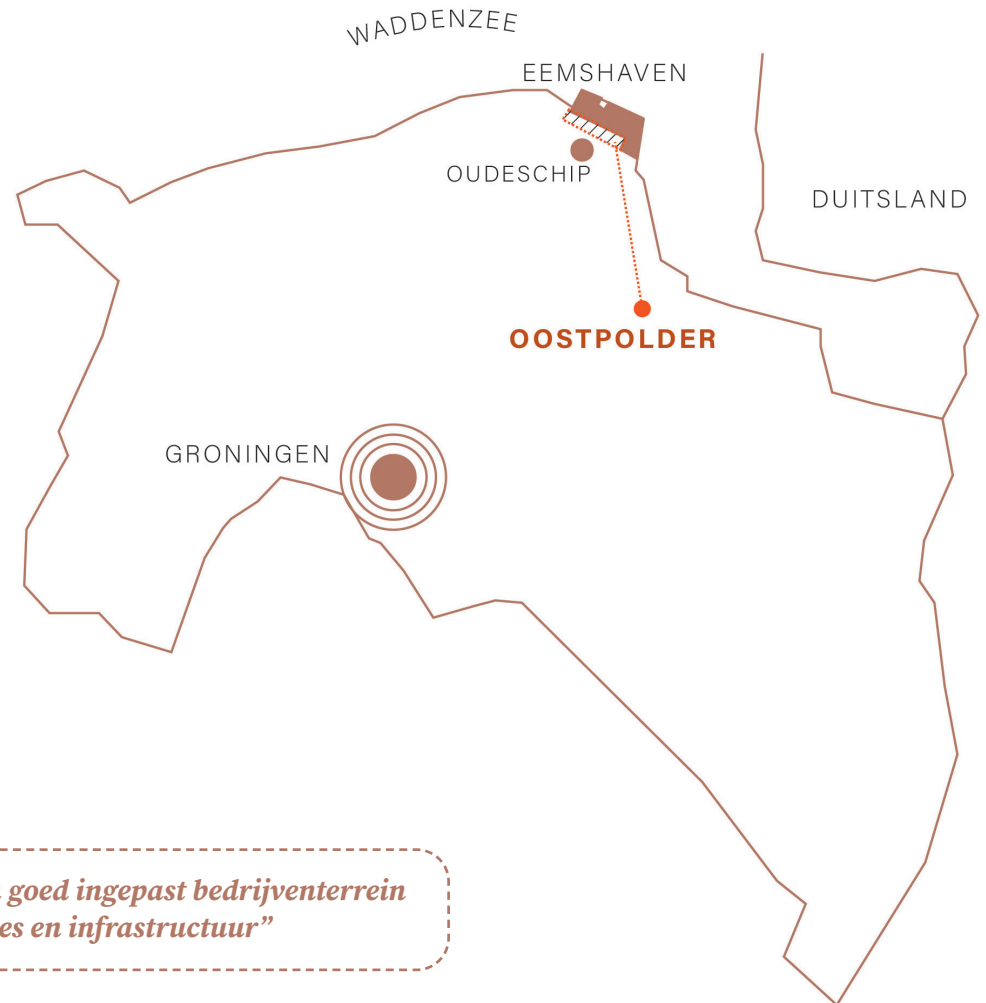 WADDENZEE
EEMSHAVEN
OUDESCHIP
DUITSLAND
OOSTPOLDER
GRONINGEN
goed ingepast bedrijventerrein
es en infrastructuur”